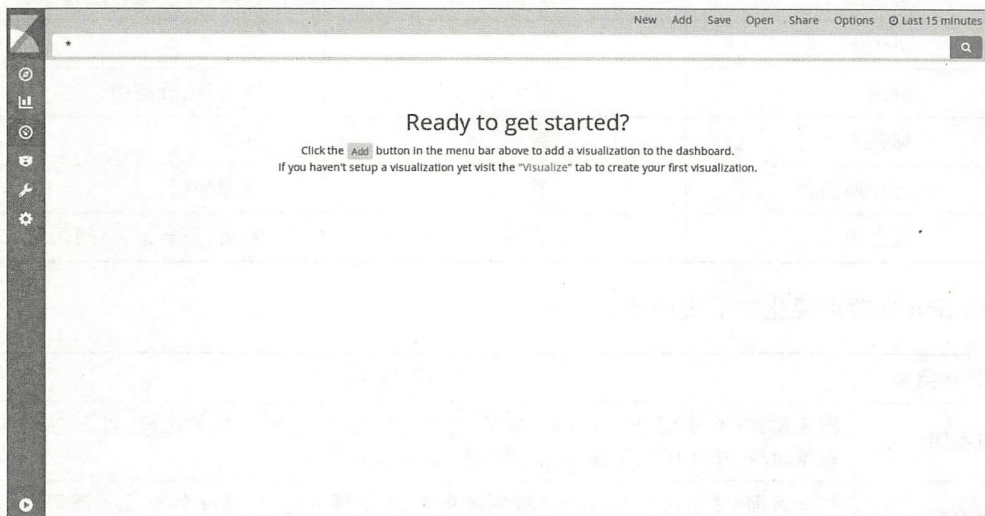 New Add Save Open Share Options Last 15 minutes
*
Ready to get started?
Click the Add button in the menu bar above to add a visualization to the dashboard.
If you haven't setup a visualization yet visit the "Visualize" tab to create your first visualization.